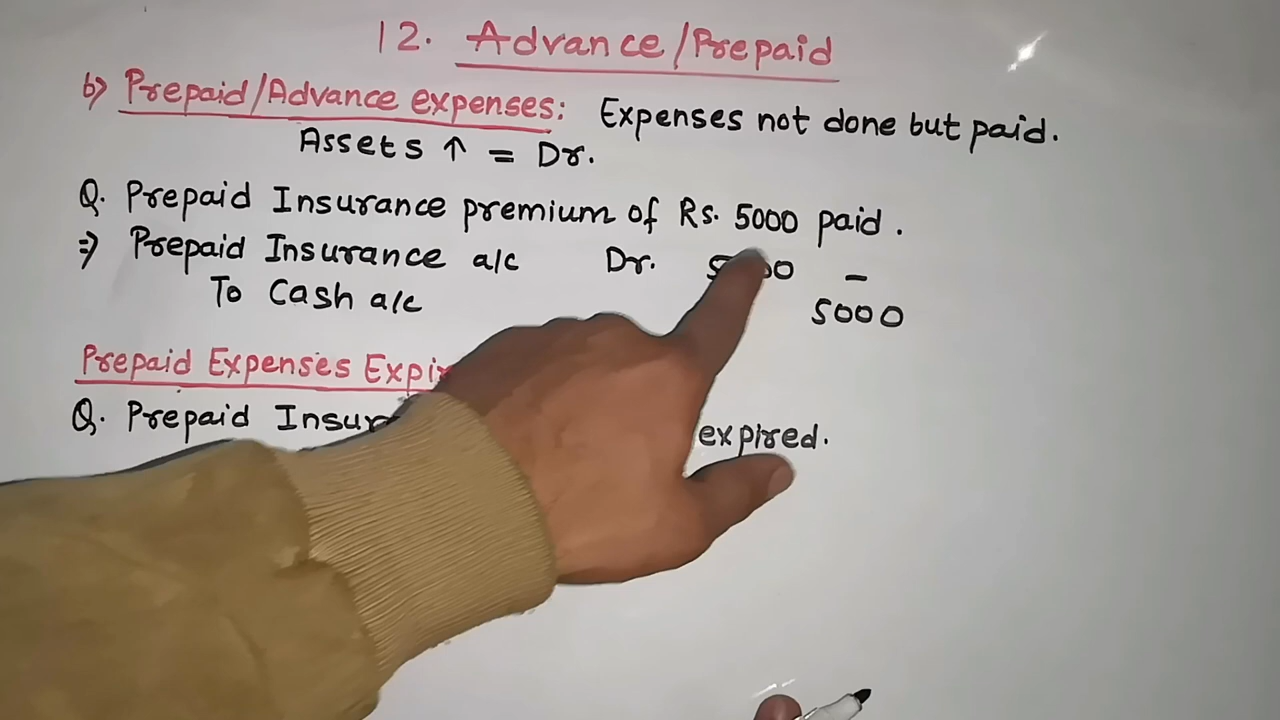 12. Advance/Prepaid
b) Prepaid/Advance expenses: Expenses not done but paid.
Assets ↑ = Dr.
Q. Prepaid Insurance premium of Rs. 5000 paid.
⇒ Prepaid Insurance a/c Dr. 5000 –
To Cash a/c 5000
Prepaid Expenses
Q. Prepaid expired.